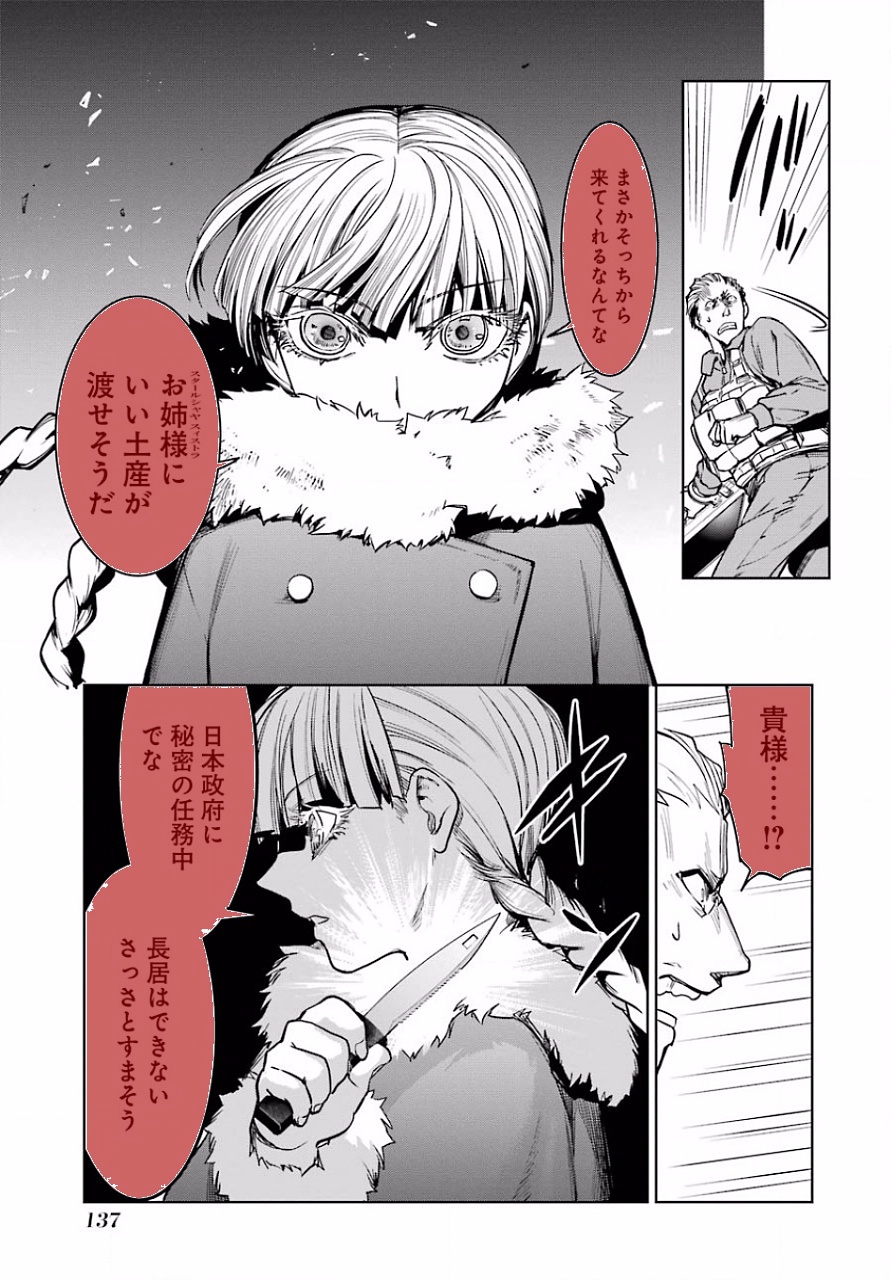 まさかそっちから
来てくれるなんてな
お姉様に
スタールシャヤスィストラ
いい土産が
渡せそうだ
貴様……!?
日本政府に
秘密の任務中
でな
長居はできない
さっさとすまそう
137